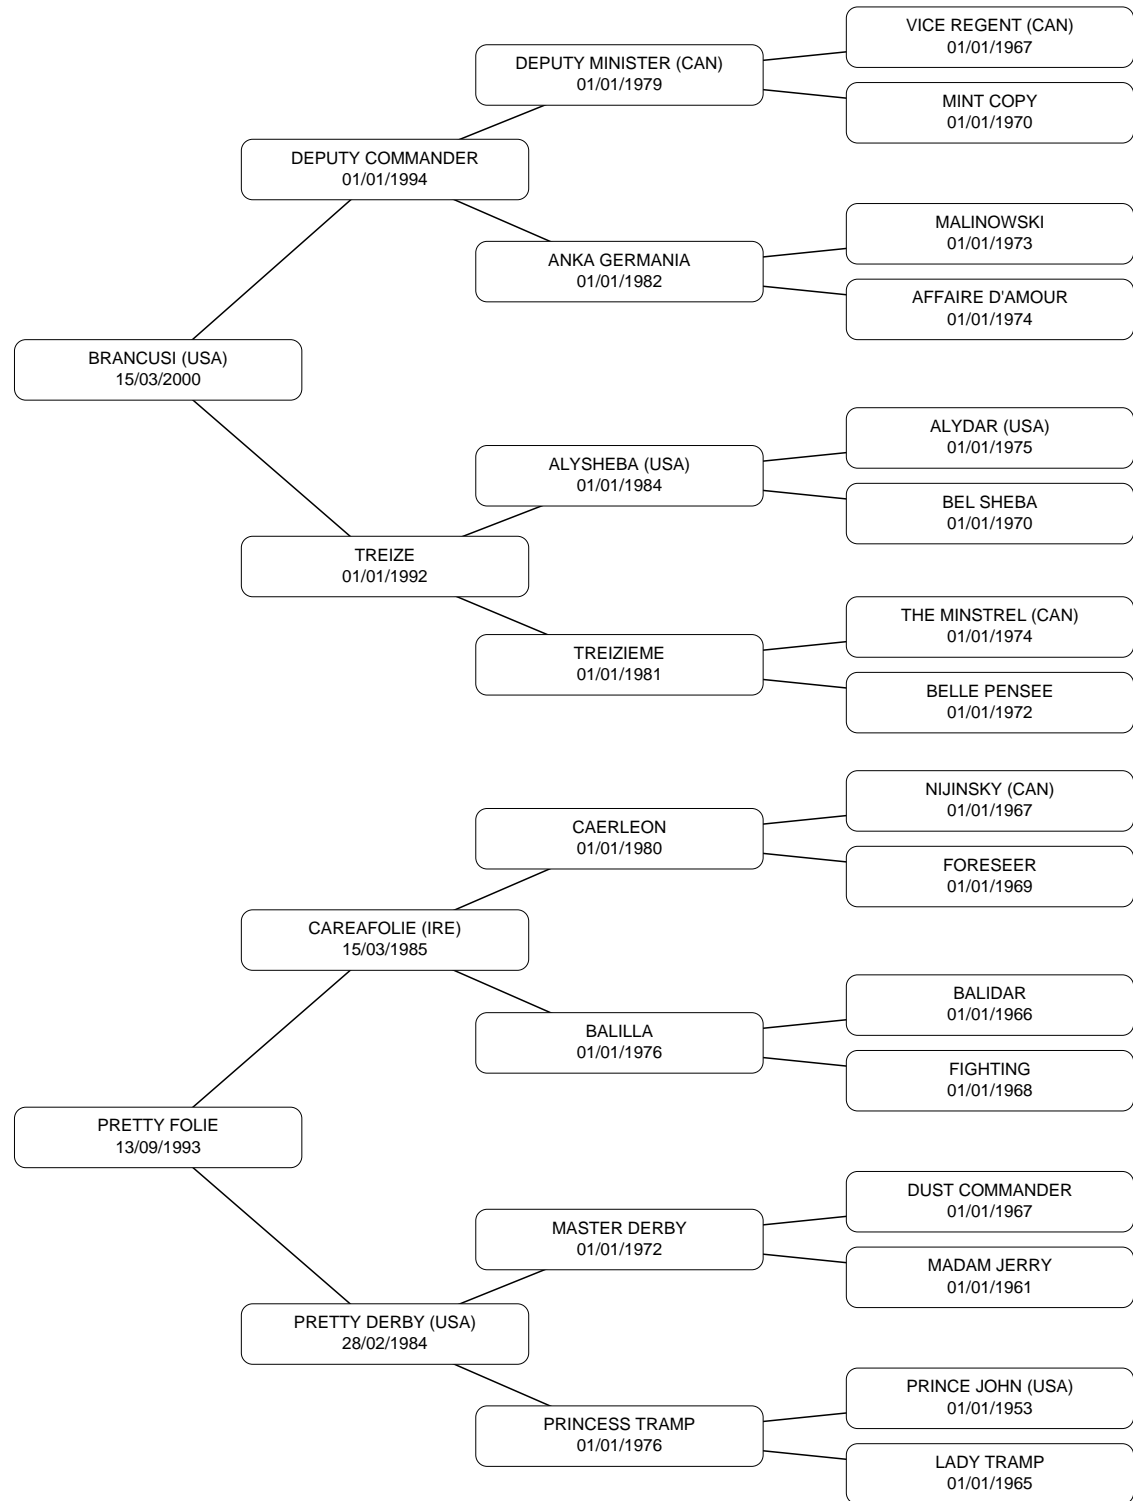 VICE REGENT (CAN)
01/01/1967
DEPUTY MINISTER (CAN)
01/01/1979
MINT COPY
01/01/1970
DEPUTY COMMANDER
01/01/1994
MALINOWSKI
01/01/1973
ANKA GERMANIA
01/01/1982
AFFAIRE D'AMOUR
01/01/1974
BRANCUSI (USA)
15/03/2000
ALYDAR (USA)
01/01/1975
ALYSHEBA (USA)
01/01/1984
BEL SHEBA
01/01/1970
TREIZE
01/01/1992
THE MINSTREL (CAN)
01/01/1974
TREIZIEME
01/01/1981
BELLE PENSEE
01/01/1972
NIJINSKY (CAN)
01/01/1967
CAERLEON
01/01/1980
FORESEER
01/01/1969
CAREAFOLIE (IRE)
15/03/1985
BALIDAR
01/01/1966
BALILLA
01/01/1976
FIGHTING
01/01/1968
PRETTY FOLIE
13/09/1993
DUST COMMANDER
01/01/1967
MASTER DERBY
01/01/1972
MADAM JERRY
01/01/1961
PRETTY DERBY (USA)
28/02/1984
PRINCE JOHN (USA)
01/01/1953
PRINCESS TRAMP
01/01/1976
LADY TRAMP
01/01/1965